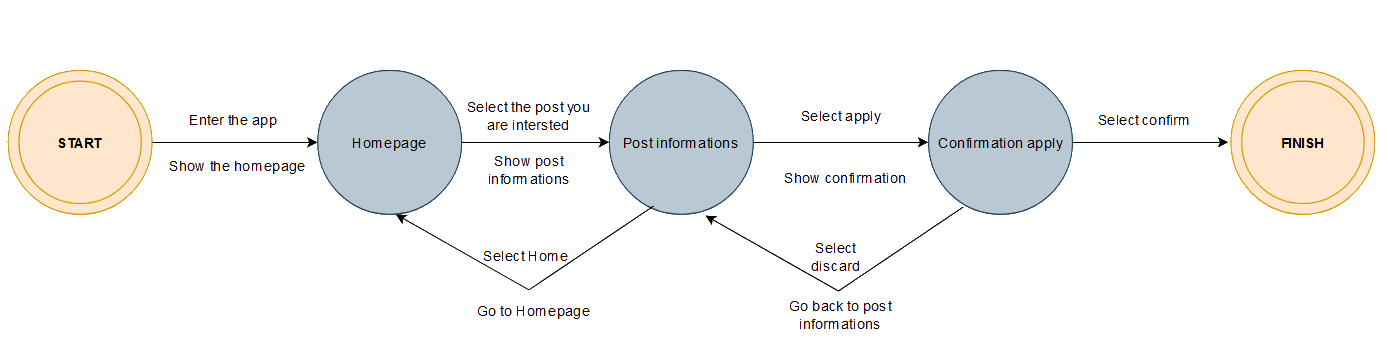 START
Enter the app
Show the homepage
Homepage
Select the post you
are intersted
Show post
informations
Post informations
Select apply
Show confirmation
Confirmation apply
Select confirm
FINISH
Select Home
Go to Homepage
Select
discard
Go back to post
informations